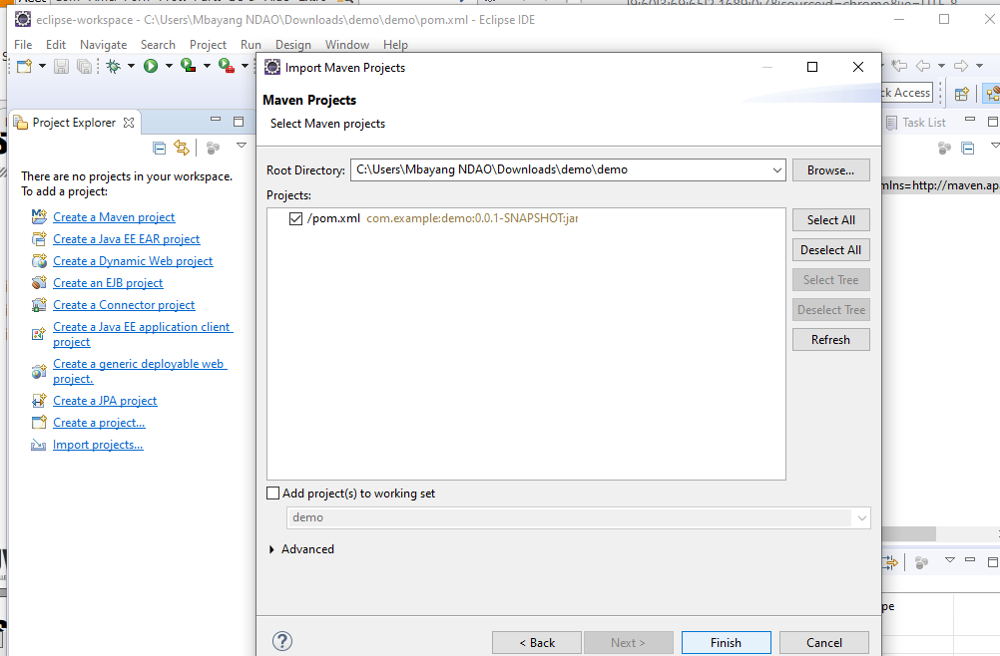 eclipse-workspace - C:\Users\Mbayang NDAO\Downloads\demo\demo\pom.xml - Eclipse IDE
File Edit Navigate Search Project Run Design Window Help
Import Maven Projects
Maven Projects
Select Maven projects
ck Access
Project Explorer
Task List
There are no projects in your workspace.
To add a project:
Create a Maven project
Create a Java EE EAR project
Create a Dynamic Web project
Create an EJB project
Create a Connector project
Create a Java EE application client
project
Create a generic deployable web
project.
Create a JPA project
Create a project...
Import projects...
Root Directory: C:\Users\Mbayang NDAO\Downloads\demo\demo Browse...
Projects:
/pom.xml com.example:demo:0.0.1-SNAPSHOT:jar
Select All
Deselect All
Select Tree
Deselect Tree
Refresh
mlns=http://maven.ap
Add project(s) to working set
demo
Advanced
pe
< Back Next > Finish Cancel